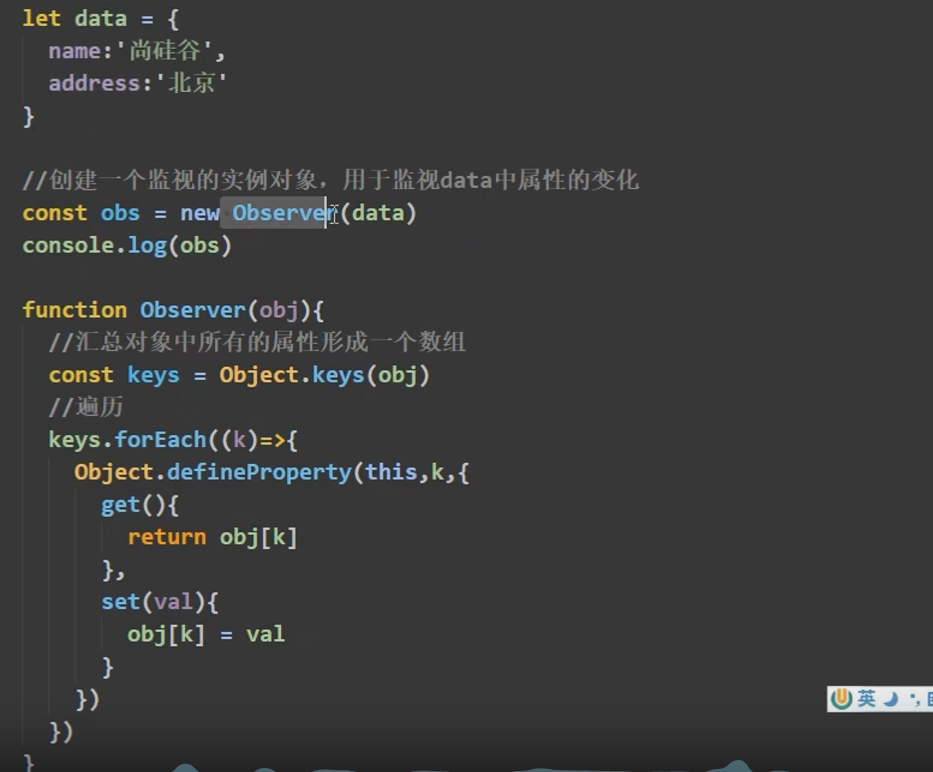 let data = {
  name:'尚硅谷',
  address:'北京'
}
//创建一个监视的实例对象，用于监视data中属性的变化
const obs = new Observer(data)
console.log(obs)
function Observer(obj){
  //汇总对象中所有的属性形成一个数组
  const keys = Object.keys(obj)
  //遍历
  keys.forEach((k)=>{
    Object.defineProperty(this,k,{
      get(){
        return obj[k]
      },
      set(val){
        obj[k] = val
      }
    })
  })
}
英